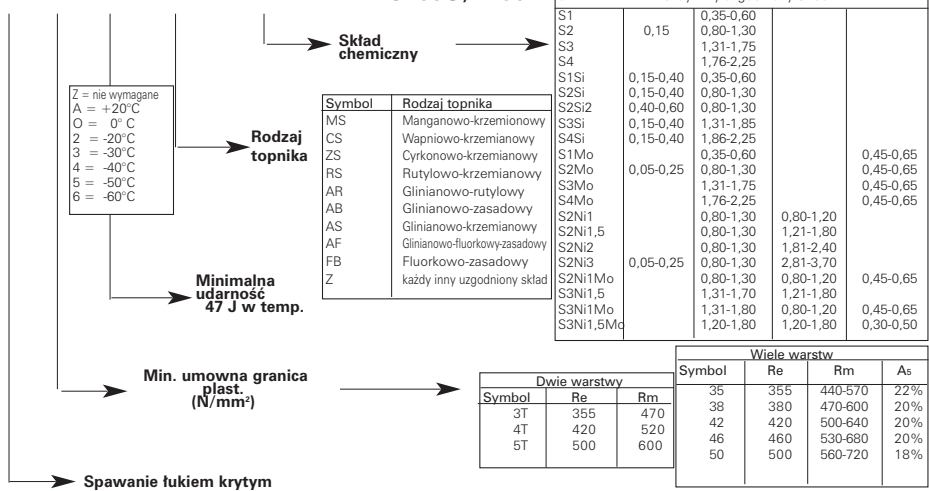 S1 0,35-0,60
S2 0,15 0,80-1,30
S3 1,31-1,75
S4 1,76-2,25
S1Si 0,15-0,40 0,35-0,60
S2Si 0,15-0,40 0,80-1,30
S2Si2 0,40-0,60 0,80-1,30
S3Si 0,15-0,40 1,31-1,85
S4Si 0,15-0,40 1,86-2,25
S1Mo 0,35-0,60 0,45-0,65
S2Mo 0,05-0,25 0,80-1,30 0,45-0,65
S3Mo 1,31-1,75 0,45-0,65
S4Mo 1,76-2,25 0,45-0,65
S2Ni1 0,80-1,30 0,80-1,20
S2Ni1,5 0,80-1,30 1,21-1,80
S2Ni2 0,80-1,30 1,81-2,40
S2Ni3 0,05-0,25 0,80-1,30 2,81-3,70
S2Ni1Mo 0,80-1,30 0,80-1,20 0,45-0,65
S3Ni1,5 1,31-1,70 1,21-1,80
S3Ni1Mo 1,31-1,80 0,80-1,20 0,45-0,65
S3Ni1,5Mo 1,20-1,80 1,20-1,80 0,30-0,50
Skład
chemiczny
Z = nie wymagane
A = +20°C
O = 0° C
2 = -20°C
3 = -30°C
4 = -40°C
5 = -50°C
6 = -60°C
Rodzaj
topnika
Symbol Rodzaj topnika
MS Manganowo-krzemionowy
CS Wapniowo-krzemianowy
ZS Cyrkonowo-krzemianowy
RS Rutylowo-krzemianowy
AR Glinianowo-rutylowy
AB Glinianowo-zasadowy
AS Glinianowo-krzemianowy
AF Glinianowo-fluorkowy-zasadowy
FB Fluorkowo-zasadowy
Z każdy inny uzgodniony skład
Minimalna
udarność
47 J w temp.
Min. umowna granica
plast.
(N/mm²)
Dwie warstwy
Symbol Re Rm
3T 355 470
4T 420 520
5T 500 600
Wiele warstw
Symbol Re Rm A5
35 355 440-570 22%
38 380 470-600 20%
42 420 500-640 20%
46 460 530-680 20%
50 500 560-720 18%
Spawanie łukiem krytym